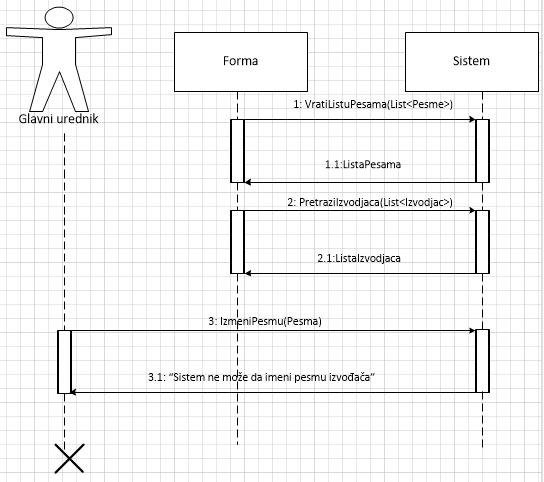 Forma
Sistem
Glavni urednik
1: VratiListuPesama(List<Pesme>)
1.1:ListaPesama
2: PretraziIzvodjaca(List<Izvodjac>)
2.1:ListaIzvodjaca
3: IzmeniPesmu(Pesma)
3.1: “Sistem ne može da imeni pesmu izvođača”